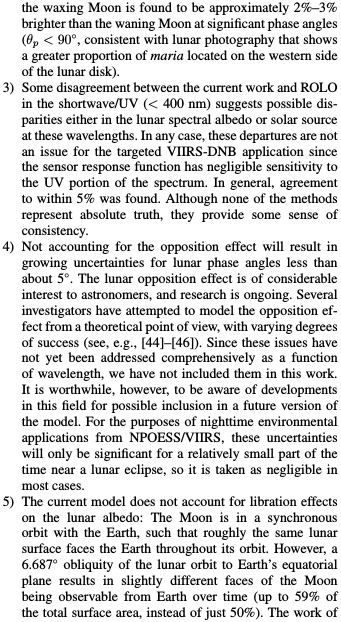 the waxing Moon is found to be approximately 2%–3%
brighter than the waning Moon at significant phase angles
(θp < 90°, consistent with lunar photography that shows
a greater proportion of maria located on the western side
of the lunar disk).
3) Some disagreement between the current work and ROLO
in the shortwave/UV (< 400 nm) suggests possible dis-
parities either in the lunar spectral albedo or solar source
at these wavelengths. In any case, these departures are not
an issue for the targeted VIIRS-DNB application since
the sensor response function has negligible sensitivity to
the UV portion of the spectrum. In general, agreement
to within 5% was found. Although none of the methods
represent absolute truth, they provide some sense of
consistency.
4) Not accounting for the opposition effect will result in
growing uncertainties for lunar phase angles less than
about 5°. The lunar opposition effect is of considerable
interest to astronomers, and research is ongoing. Several
investigators have attempted to model the opposition ef-
fect from a theoretical point of view, with varying degrees
of success (see, e.g., [44]–[46]). Since these issues have
not yet been addressed comprehensively as a function
of wavelength, we have not included them in this work.
It is worthwhile, however, to be aware of developments
in this field for possible inclusion in a future version of
the model. For the purposes of nighttime environmental
applications from NPOESS/VIIRS, these uncertainties
will only be significant for a relatively small part of the
time near a lunar eclipse, so it is taken as negligible in
most cases.
5) The current model does not account for libration effects
on the lunar albedo: The Moon is in a synchronous
orbit with the Earth, such that roughly the same lunar
surface faces the Earth throughout its orbit. However, a
6.687° obliquity of the lunar orbit to Earth's equatorial
plane results in slightly different faces of the Moon
being observable from Earth over time (up to 59% of
the total surface area, instead of just 50%). The work of